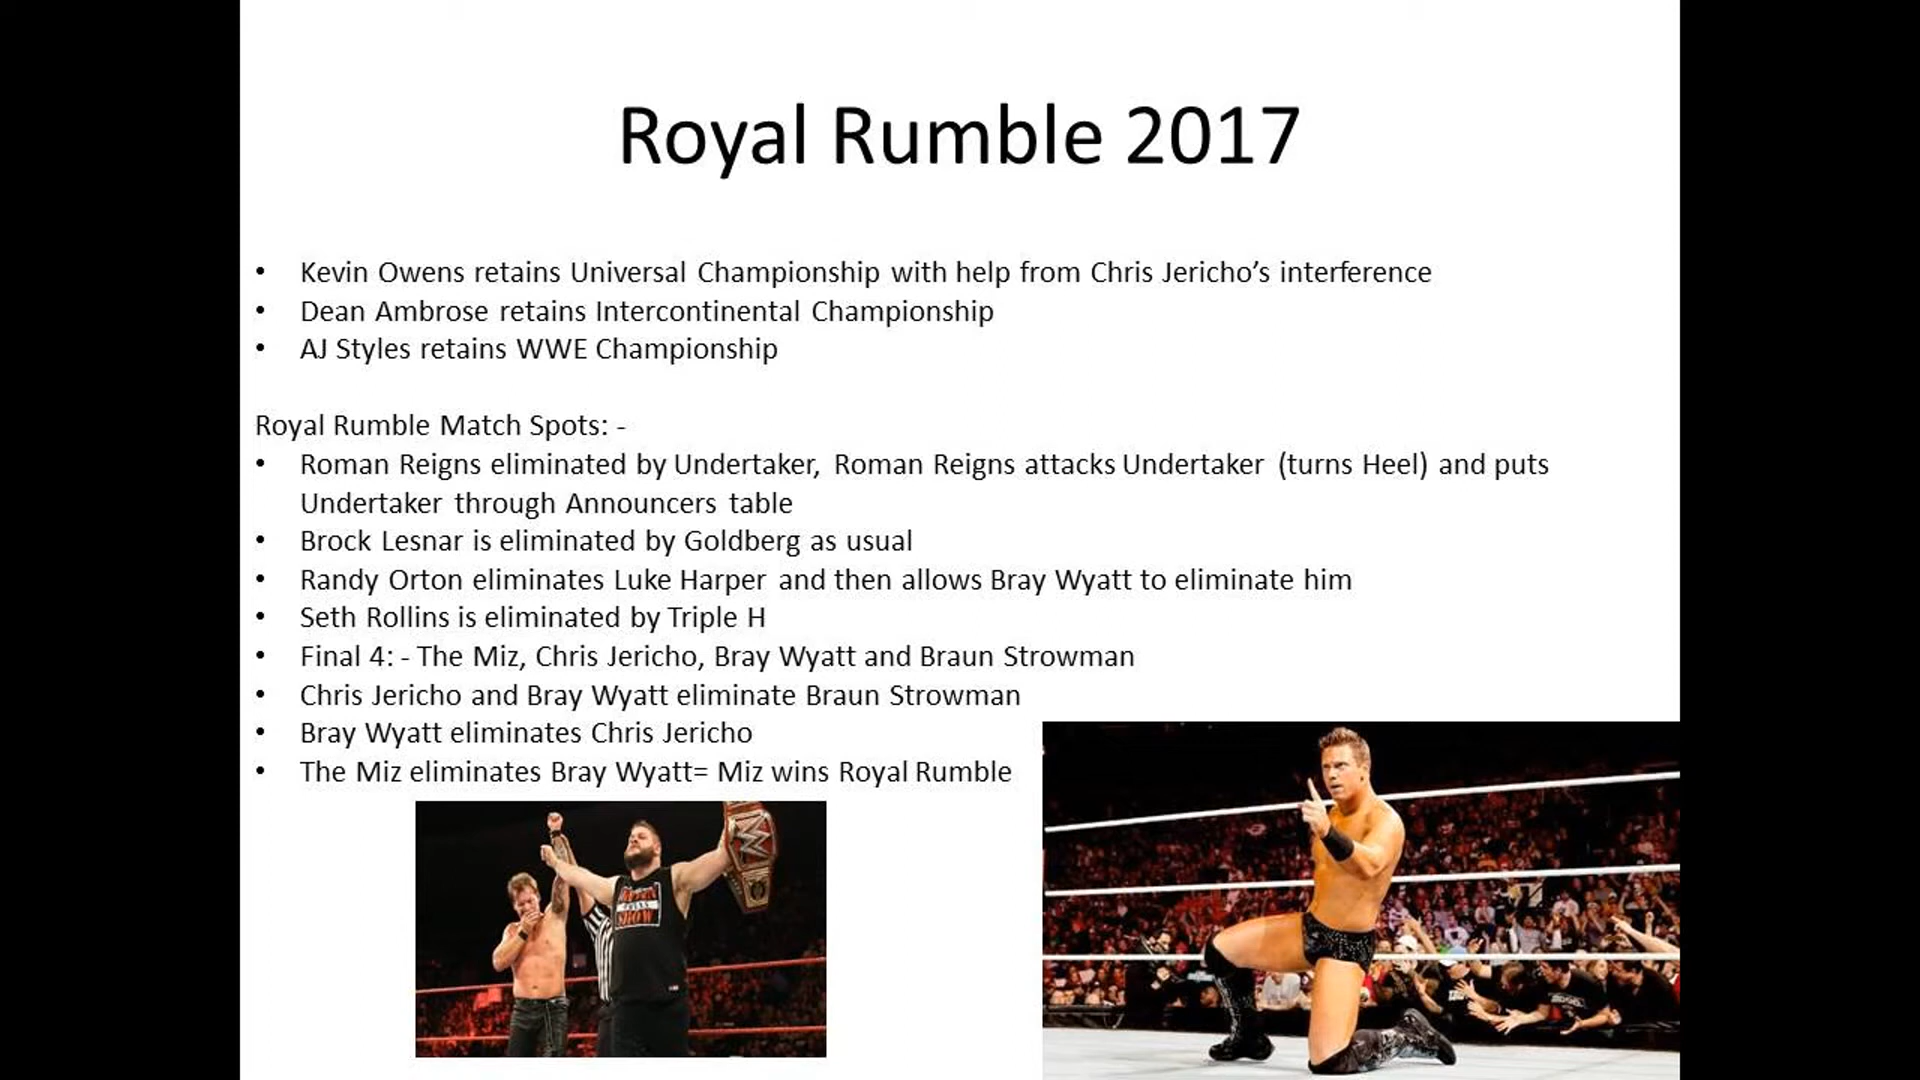 Royal Rumble 2017
• Kevin Owens retains Universal Championship with help from Chris Jericho’s interference
• Dean Ambrose retains Intercontinental Championship
• AJ Styles retains WWE Championship
Royal Rumble Match Spots: -
• Roman Reigns eliminated by Undertaker, Roman Reigns attacks Undertaker (turns Heel) and puts
Undertaker through Announcers table
• Brock Lesnar is eliminated by Goldberg as usual
• Randy Orton eliminates Luke Harper and then allows Bray Wyatt to eliminate him
• Seth Rollins is eliminated by Triple H
• Final 4: - The Miz, Chris Jericho, Bray Wyatt and Braun Strowman
• Chris Jericho and Bray Wyatt eliminate Braun Strowman
• Bray Wyatt eliminates Chris Jericho
• The Miz eliminates Bray Wyatt= Miz wins Royal Rumble